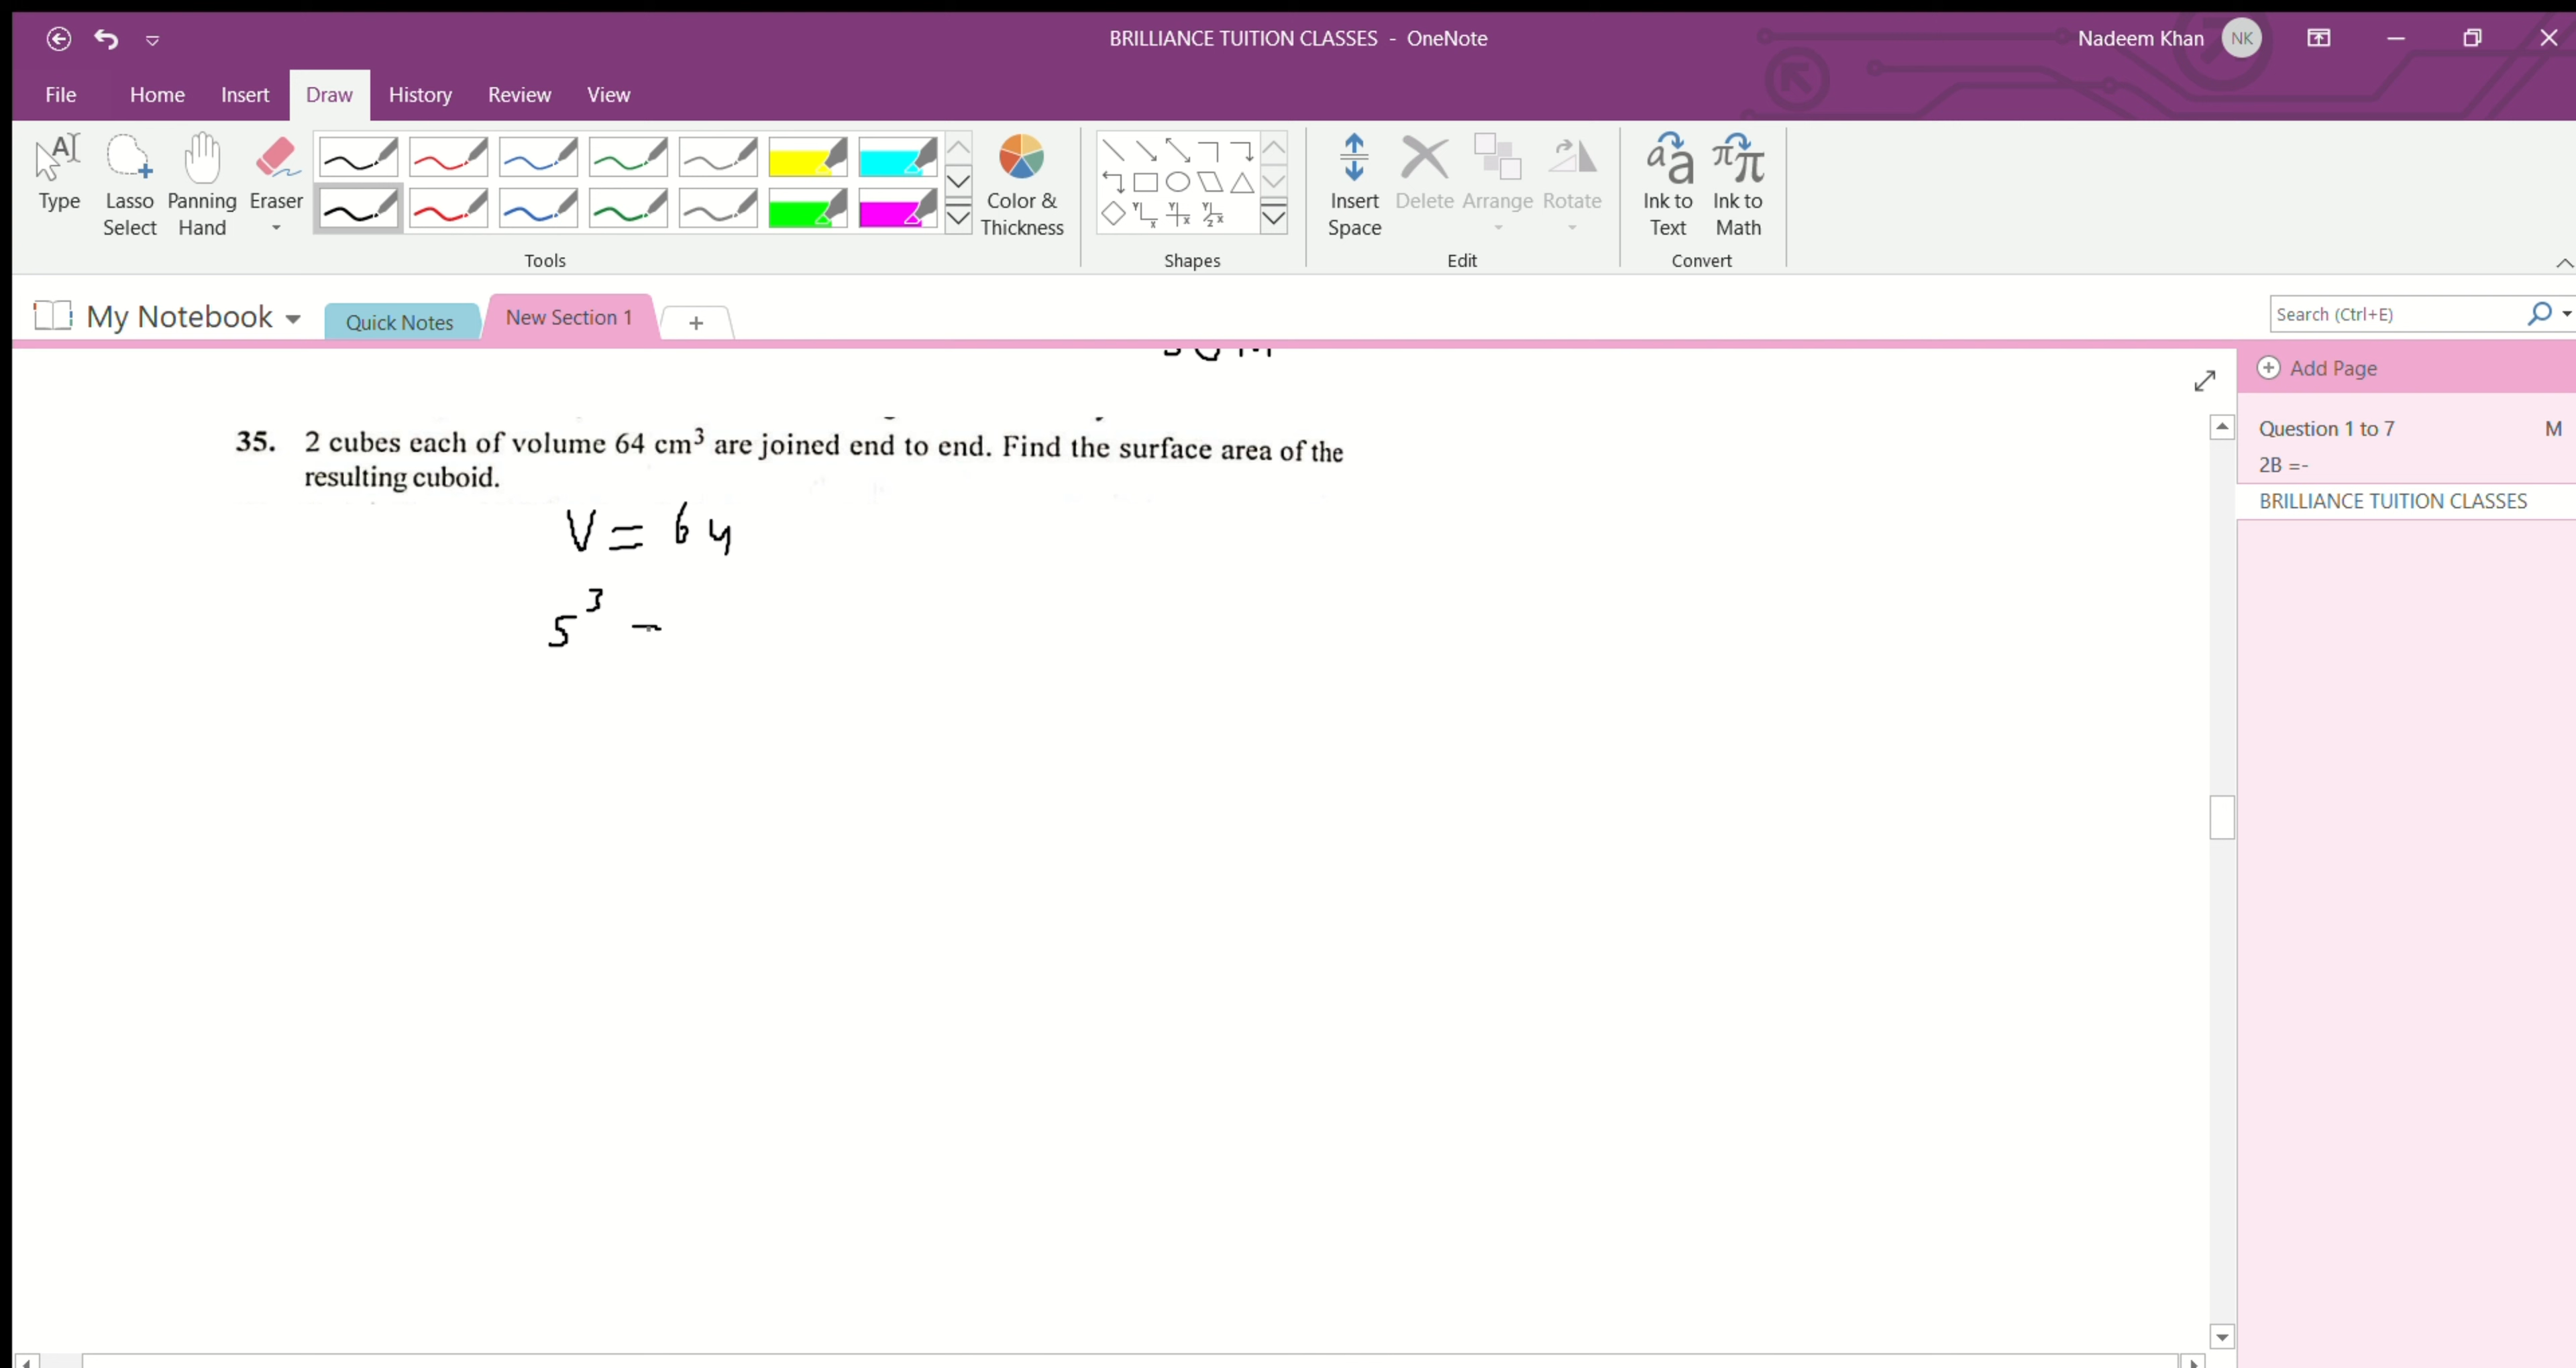 BRILLIANCE TUITION CLASSES - OneNote
Nadeem Khan NK
File Home Insert Draw History Review View
Type
Lasso Select
Panning Hand
Eraser
Color & Thickness
Insert Space
Delete
Arrange
Rotate
Ink to Text
Ink to Math
Tools
Shapes
Edit
Convert
My Notebook
Quick Notes
New Section 1
Search (Ctrl+E)
Add Page
Question 1 to 7 M
2B =-
BRILLIANCE TUITION CLASSES
35. 2 cubes each of volume 64 cm³ are joined end to end. Find the surface area of the
resulting cuboid.
V = 64
s³ -